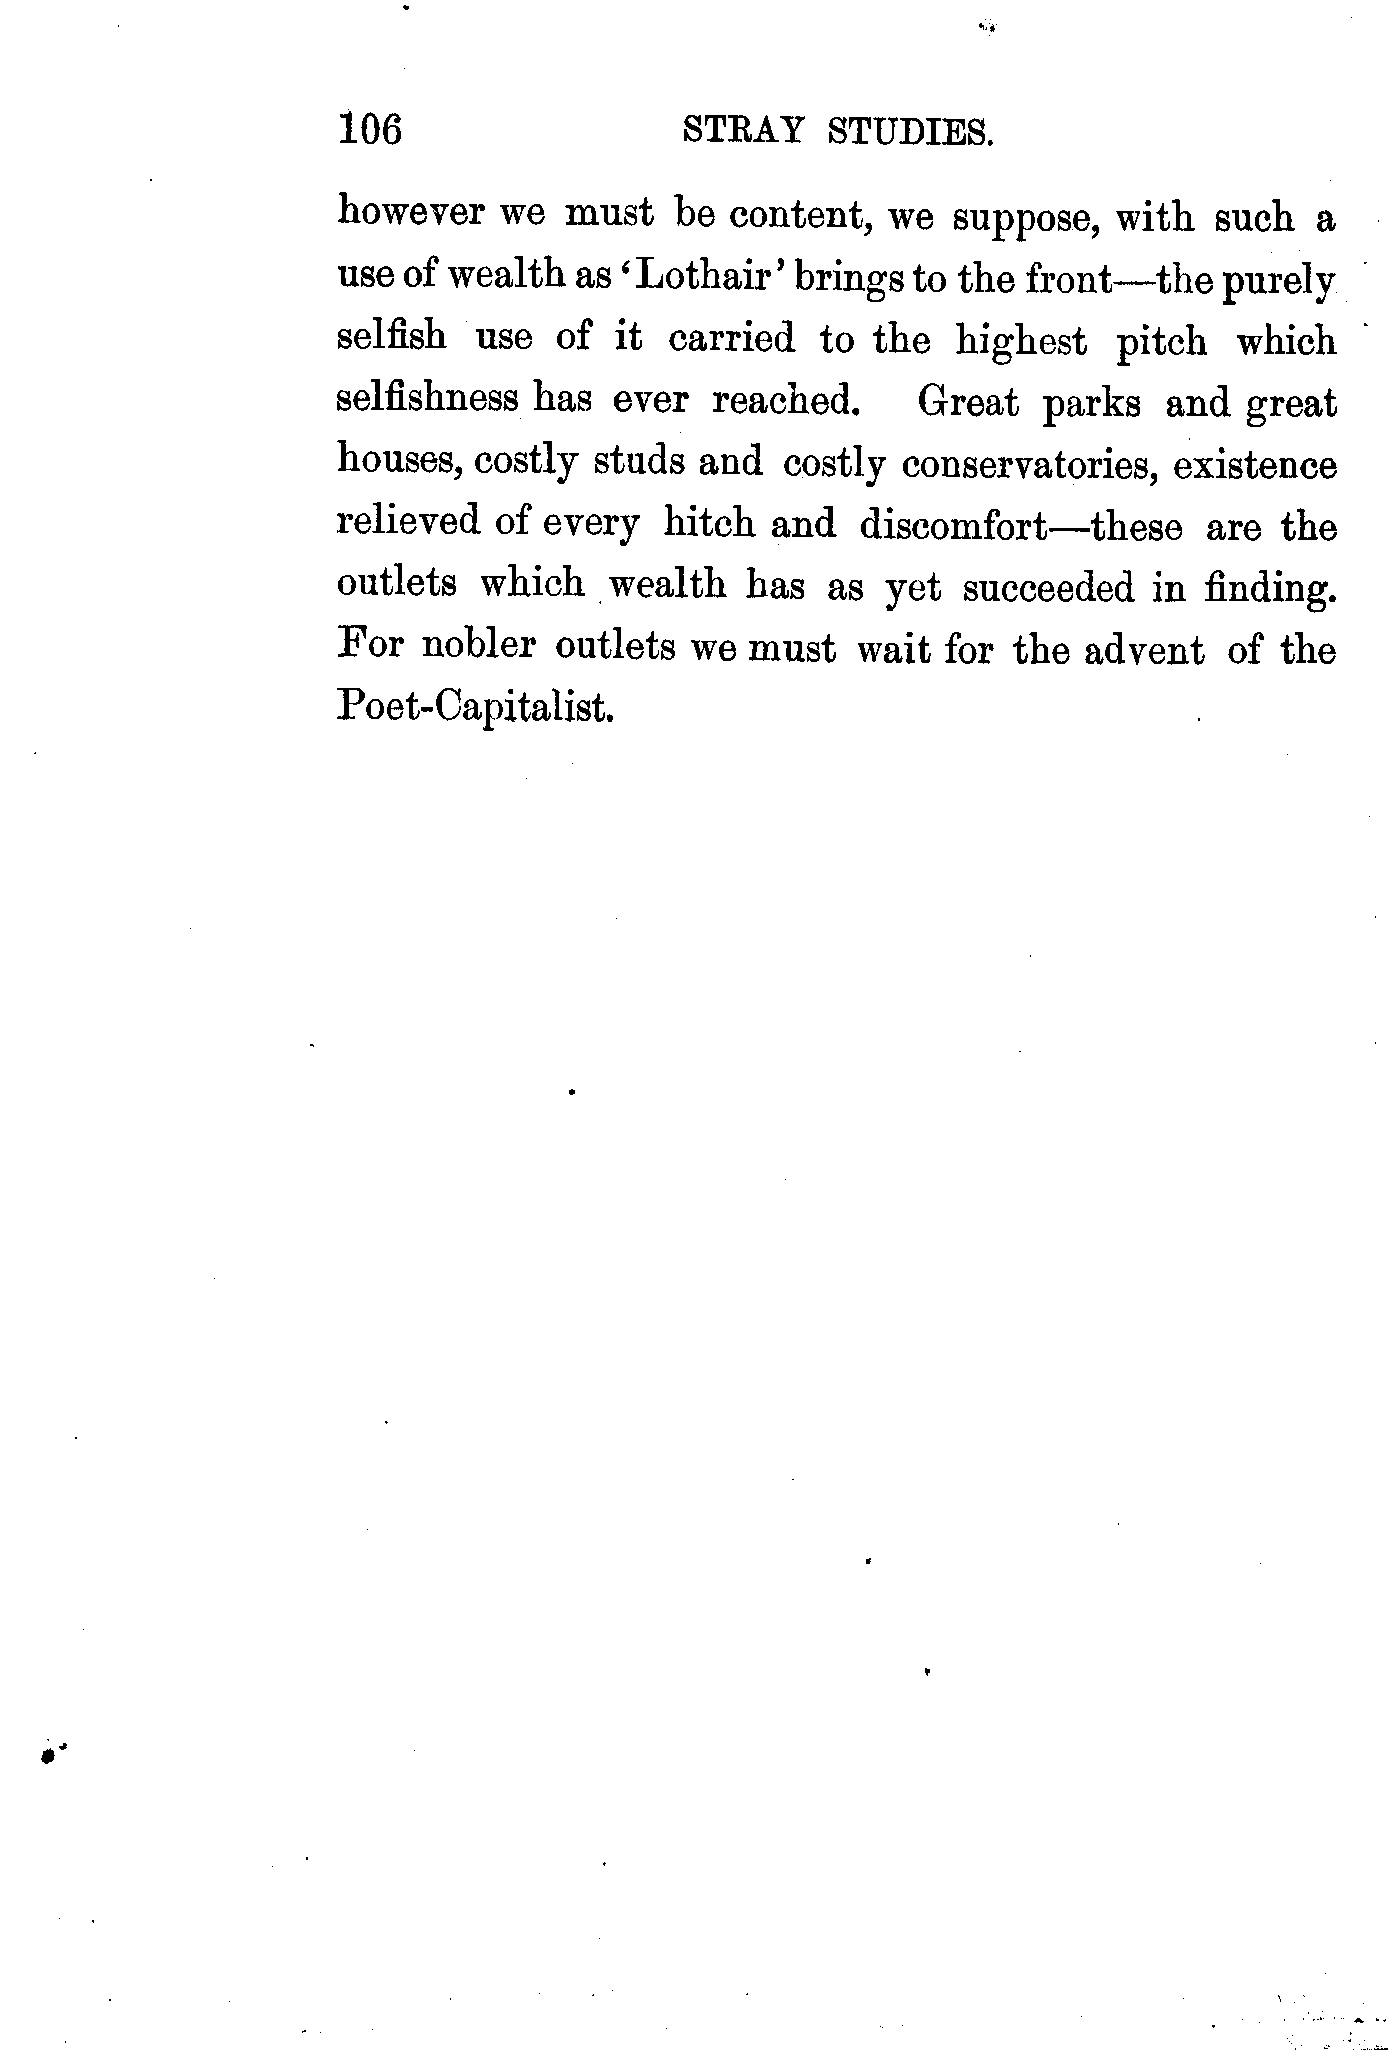 106 STRAY STUDIES.
however we must be content, we suppose, with such a
use of wealth as ‘Lothair’ brings to the front—the purely
selfish use of it carried to the highest pitch which
selfishness has ever reached. Great parks and great
houses, costly studs and costly conservatories, existence
relieved of every hitch and discomfort—these are the
outlets which wealth has as yet succeeded in finding.
For nobler outlets we must wait for the advent of the
Poet-Capitalist.